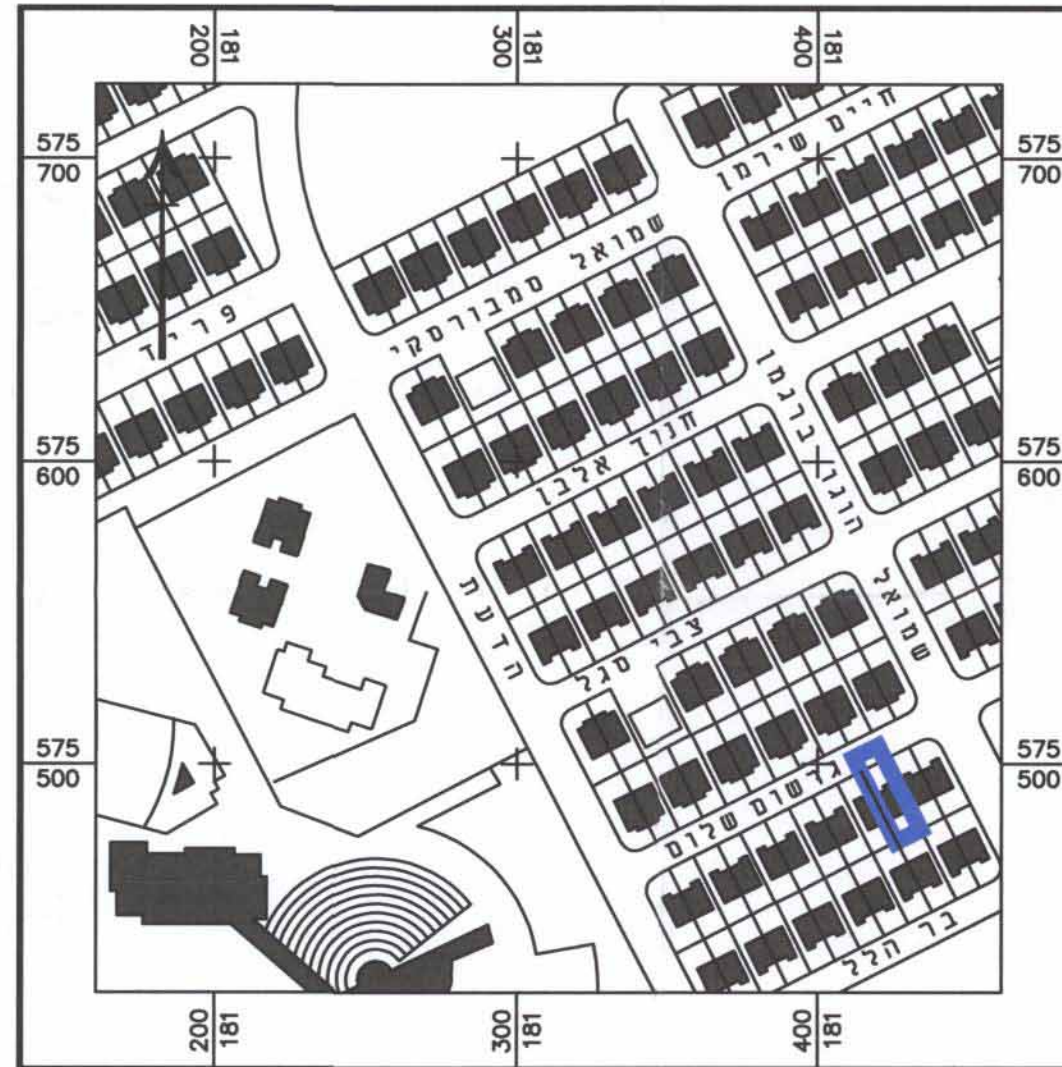 200 181
300 181
400 181
575
700
575
700
חיים שירמן
שמואל סמבורסקי
פריד
הוגו ברגמן
חנוך אלבו
575
600
575
600
שמואל
הדעת
צבי סגל
575
500
575
500
גרשום שלום
בר הלל
200 181
300 181
400 181